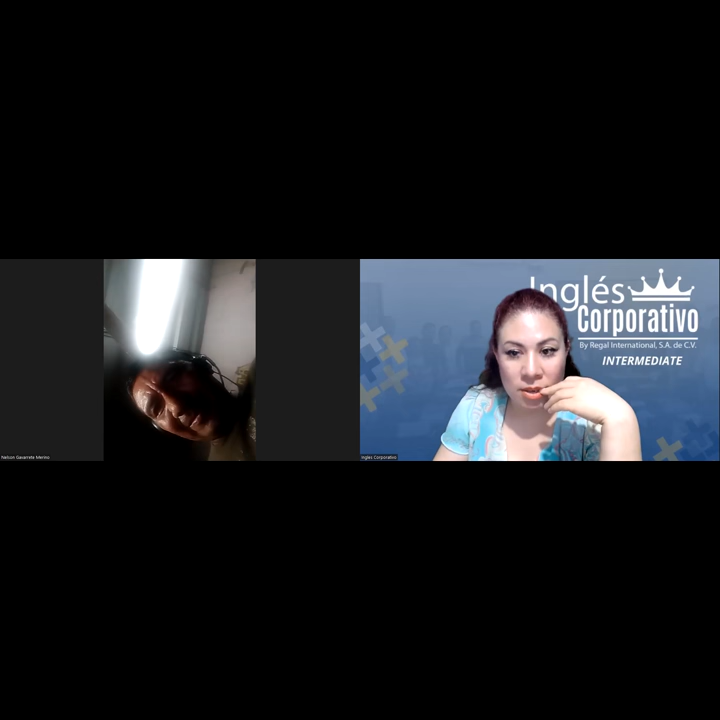 Inglés
Corporativo
By Regal International, S.A. de C.V.
INTERMEDIATE
Nelson Gavarrete Merino
Inglés Corporativo